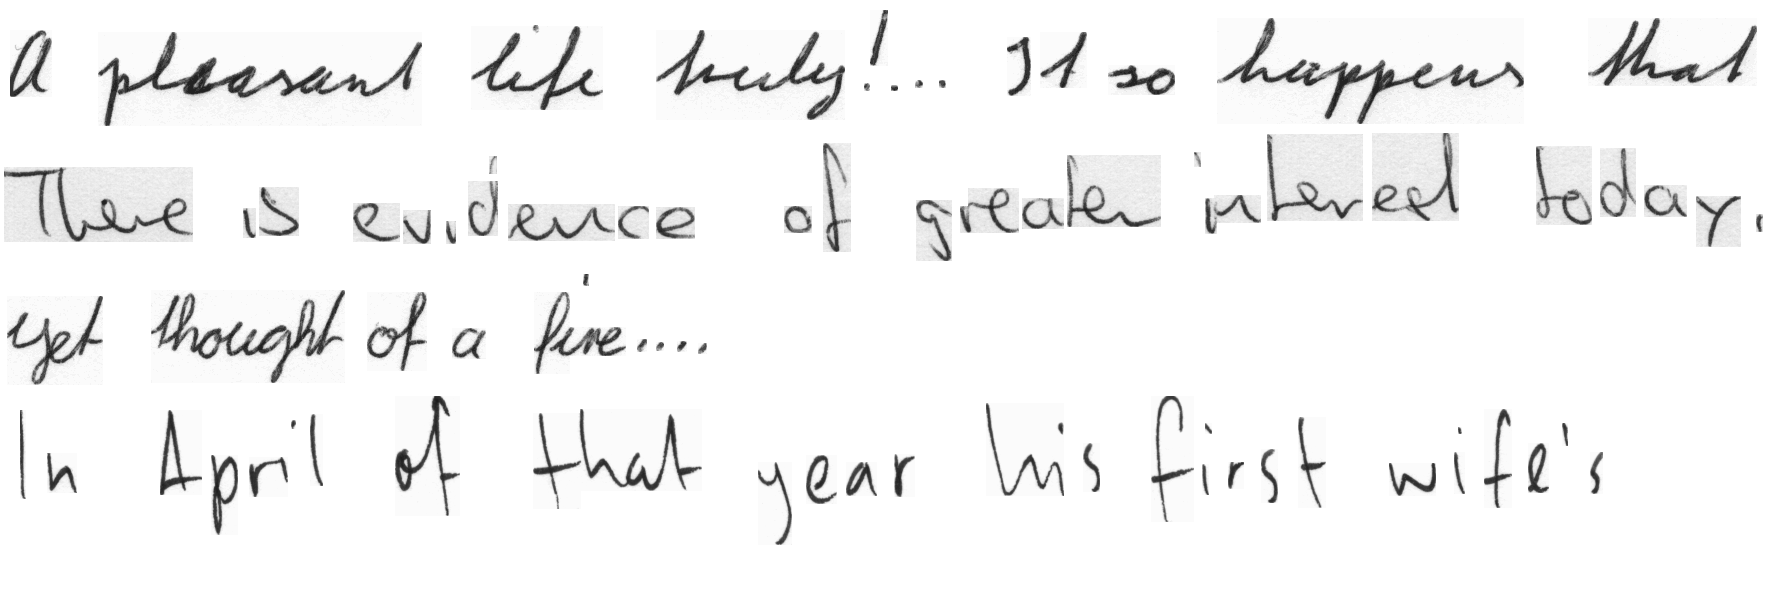 A pleasant life truly!... It so happens that
There is evidence of greater interest today.
yet thought of a fire....
In April of that year his first wife's